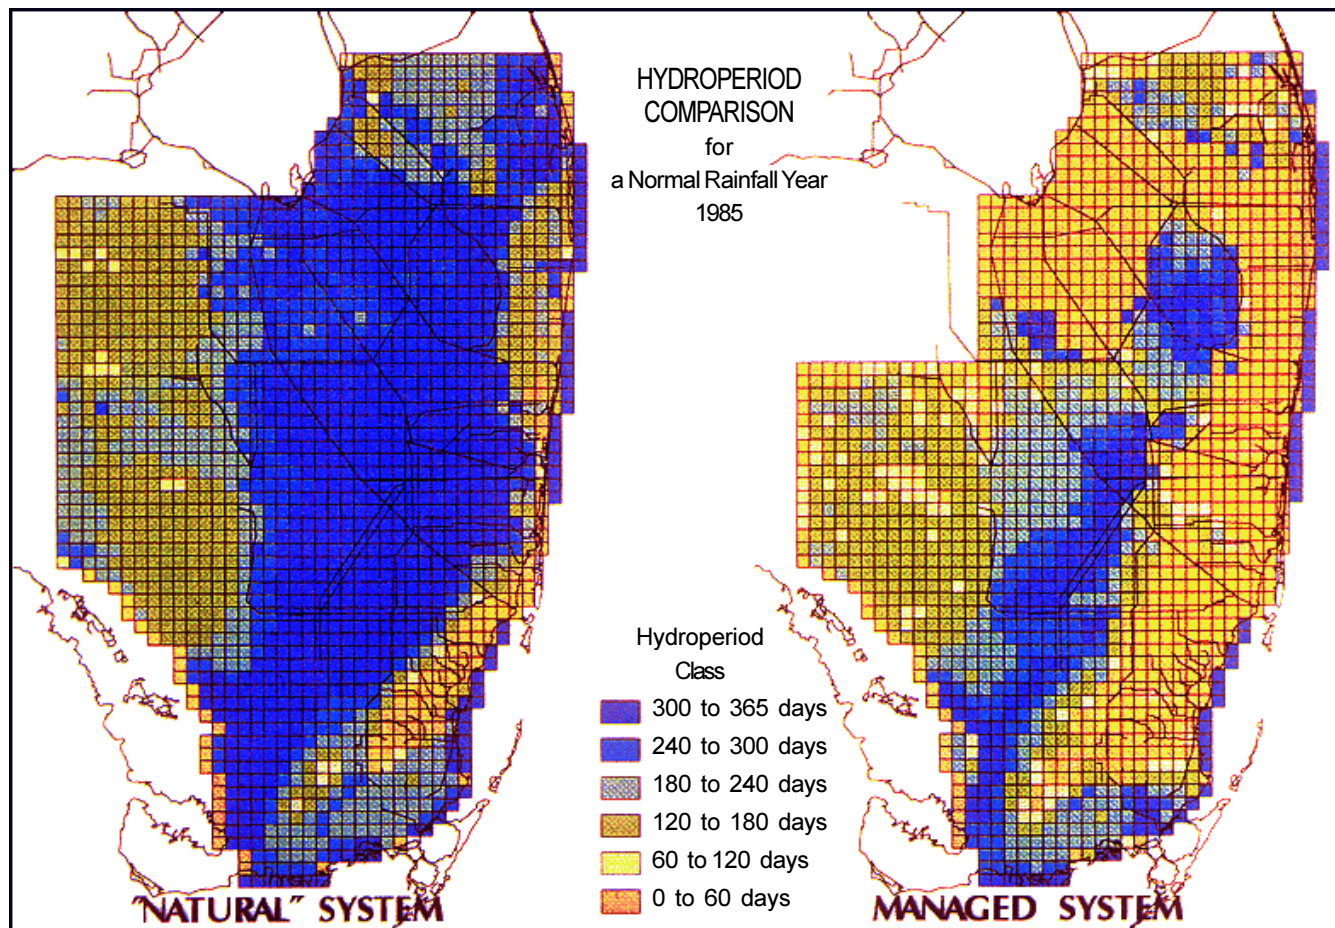 HYDROPERIOD
COMPARISON
for
a Normal Rainfall Year
1985
Hydroperiod
Class
300 to 365 days
240 to 300 days
180 to 240 days
120 to 180 days
60 to 120 days
0 to 60 days
"NATURAL" SYSTEM
MANAGED SYSTEM